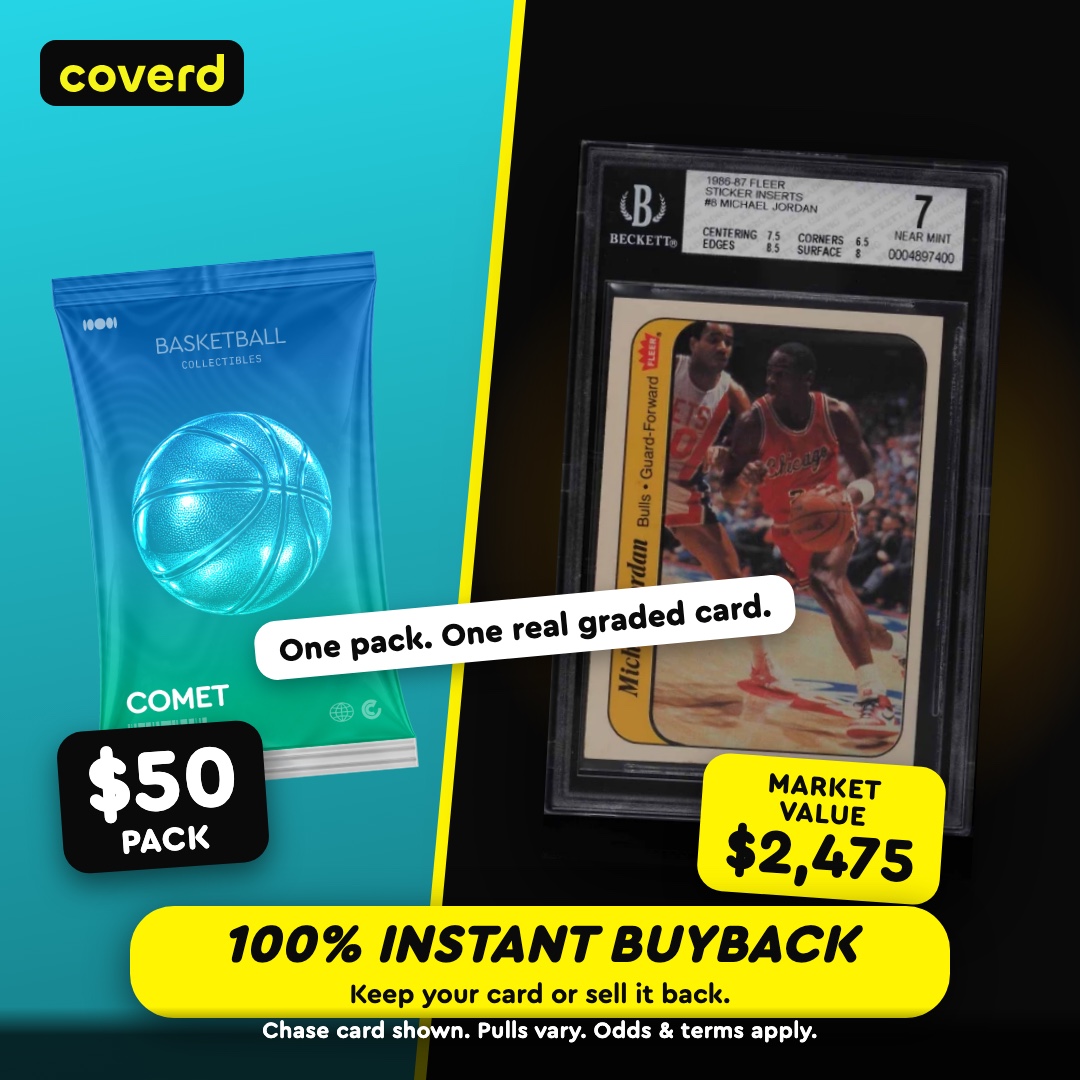 coverd
BASKETBALL
COLLECTIBLES
COMET
$50
PACK
One pack. One real graded card.
BECKETT®
1986-87 FLEER
STICKER INSERTS
#8 MICHAEL JORDAN
CENTERING 7.5 CORNERS 6.5
EDGES 8.5 SURFACE 8
7
NEAR MINT
0004897400
FLEER
Bulls • Guard-Forward
Chicago
MARKET
VALUE
$2,475
100% INSTANT BUYBACK
Keep your card or sell it back.
Chase card shown. Pulls vary. Odds & terms apply.